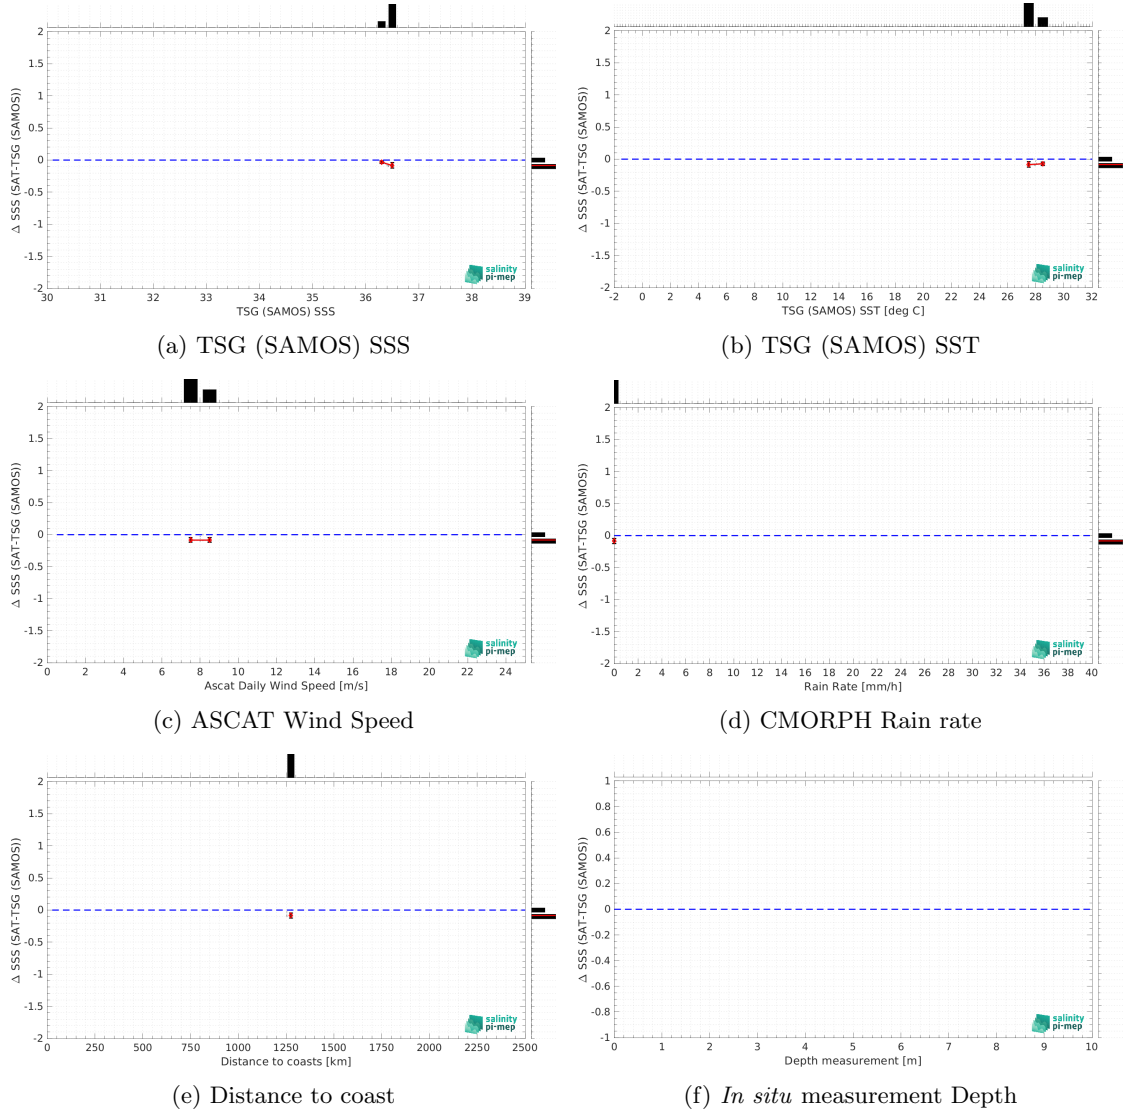 2
1.5
1
0.5
0
-0.5
-1
-1.5
-2
Δ SSS (SAT-TSG (SAMOS))
30 31 32 33 34 35 36 37 38 39
TSG (SAMOS) SSS
salinity
pi-mep
(a) TSG (SAMOS) SSS
2
1.5
1
0.5
0
-0.5
-1
-1.5
-2
Δ SSS (SAT-TSG (SAMOS))
-2 0 2 4 6 8 10 12 14 16 18 20 22 24 26 28 30 32
TSG (SAMOS) SST [deg C]
salinity
pi-mep
(b) TSG (SAMOS) SST
2
1.5
1
0.5
0
-0.5
-1
-1.5
-2
Δ SSS (SAT-TSG (SAMOS))
0 2 4 6 8 10 12 14 16 18 20 22 24
Ascat Daily Wind Speed [m/s]
salinity
pi-mep
(c) ASCAT Wind Speed
2
1.5
1
0.5
0
-0.5
-1
-1.5
-2
Δ SSS (SAT-TSG (SAMOS))
0 2 4 6 8 10 12 14 16 18 20 22 24 26 28 30 32 34 36 38 40
Rain Rate [mm/h]
salinity
pi-mep
(d) CMORPH Rain rate
2
1.5
1
0.5
0
-0.5
-1
-1.5
-2
Δ SSS (SAT-TSG (SAMOS))
0 250 500 750 1000 1250 1500 1750 2000 2250 2500
Distance to coasts [km]
salinity
pi-mep
(e) Distance to coast
1
0.8
0.6
0.4
0.2
0
-0.2
-0.4
-0.6
-0.8
-1
Δ SSS (SAT-TSG (SAMOS))
0 1 2 3 4 5 6 7 8 9 10
Depth measurement [m]
salinity
pi-mep
(f) In situ measurement Depth